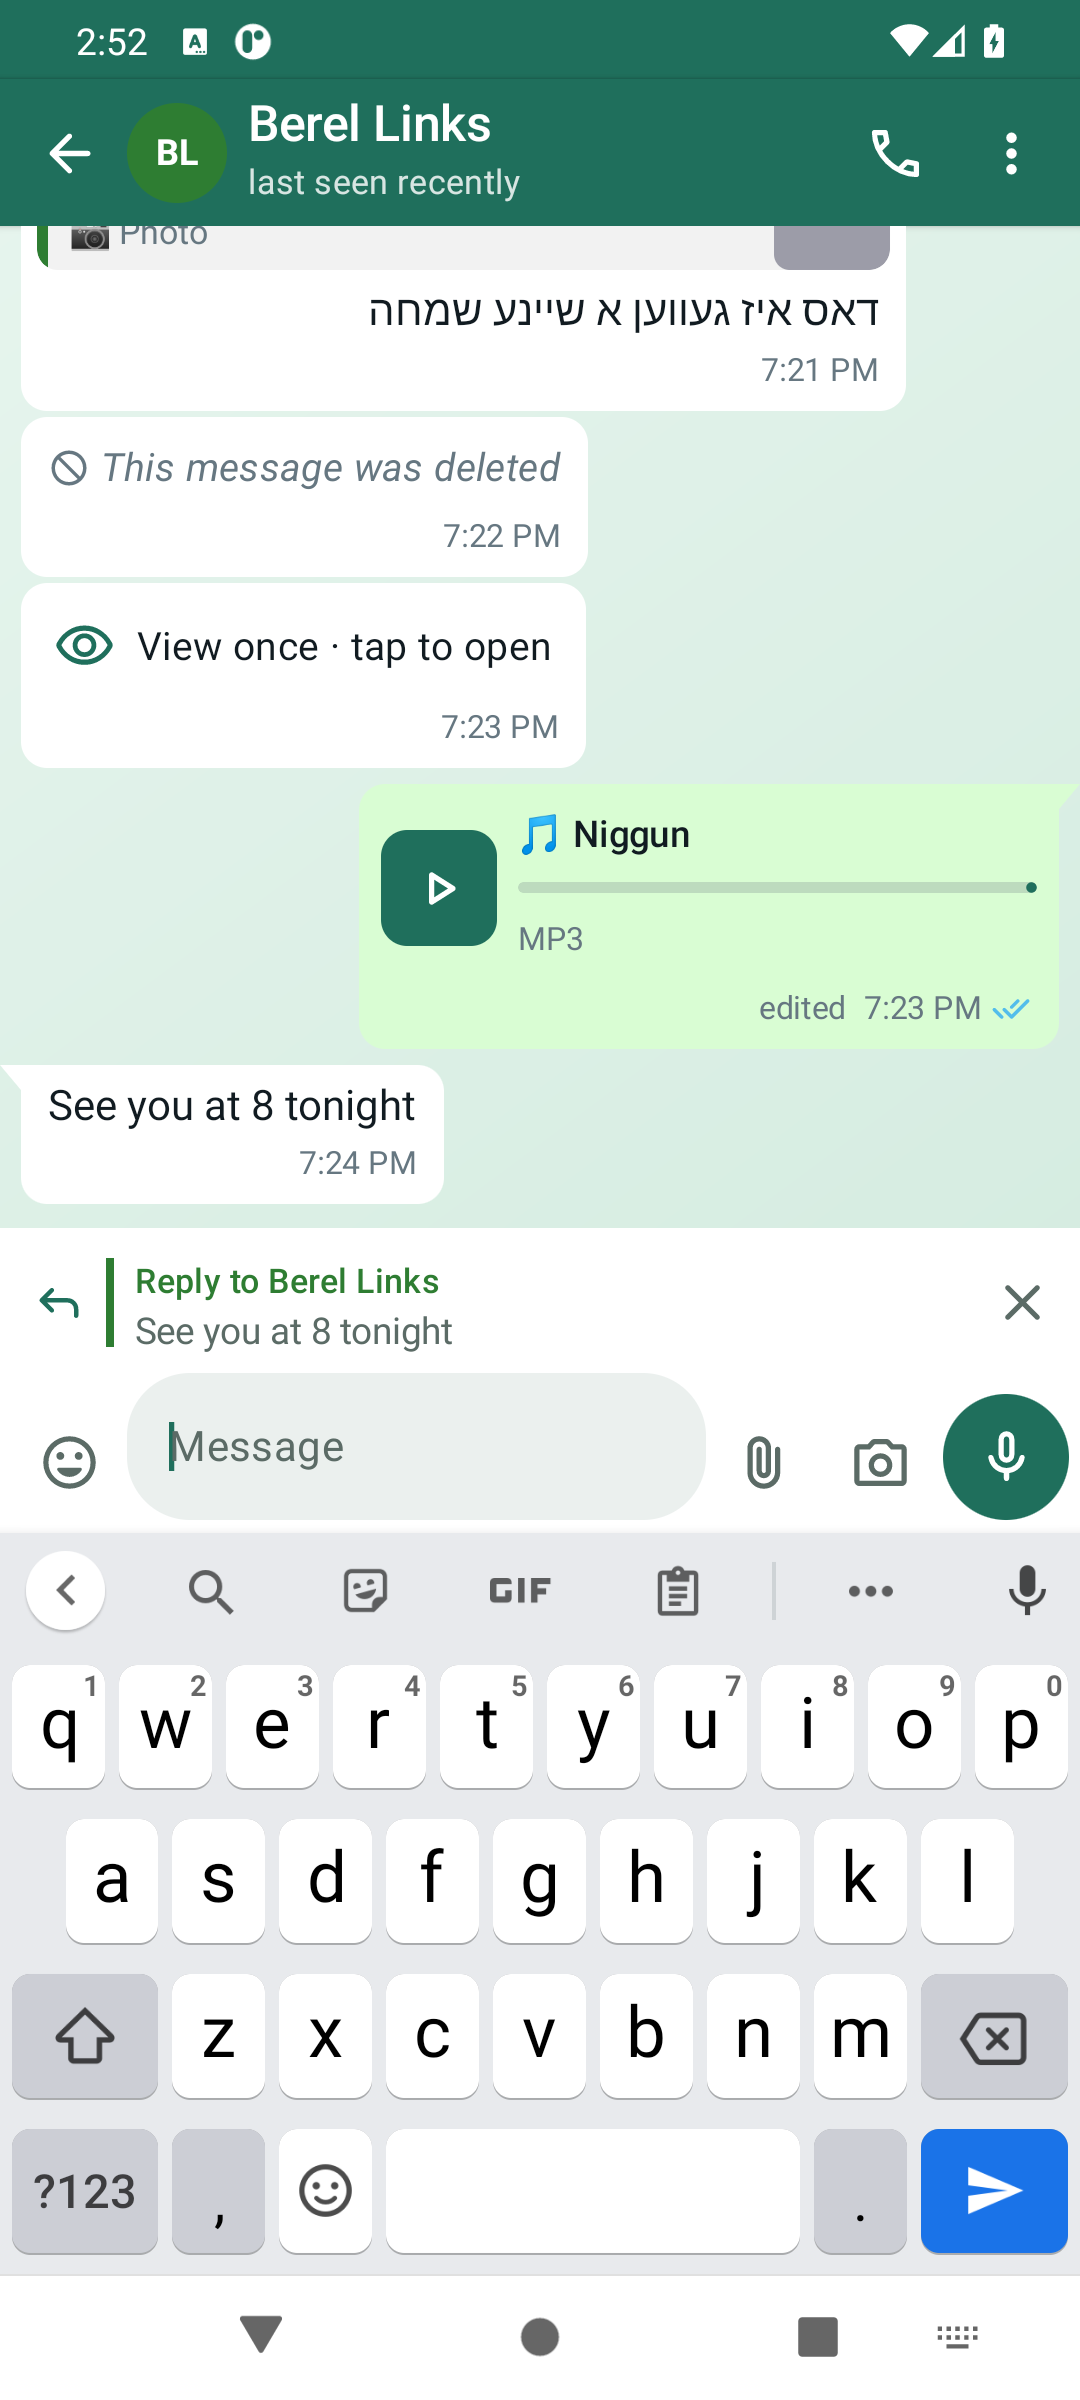 2:52
BL
Berel Links
last seen recently
Photo
דאס איז געווען א שיינע שמחה
7:21 PM
This message was deleted
7:22 PM
View once · tap to open
7:23 PM
🎵 Niggun
MP3
edited 7:23 PM
See you at 8 tonight
7:24 PM
Reply to Berel Links
See you at 8 tonight
Message
GIF
q 1 w 2 e 3 r 4 t 5 y 6 u 7 i 8 o 9 p 0
a s d f g h j k l
z x c v b n m
?123 , .